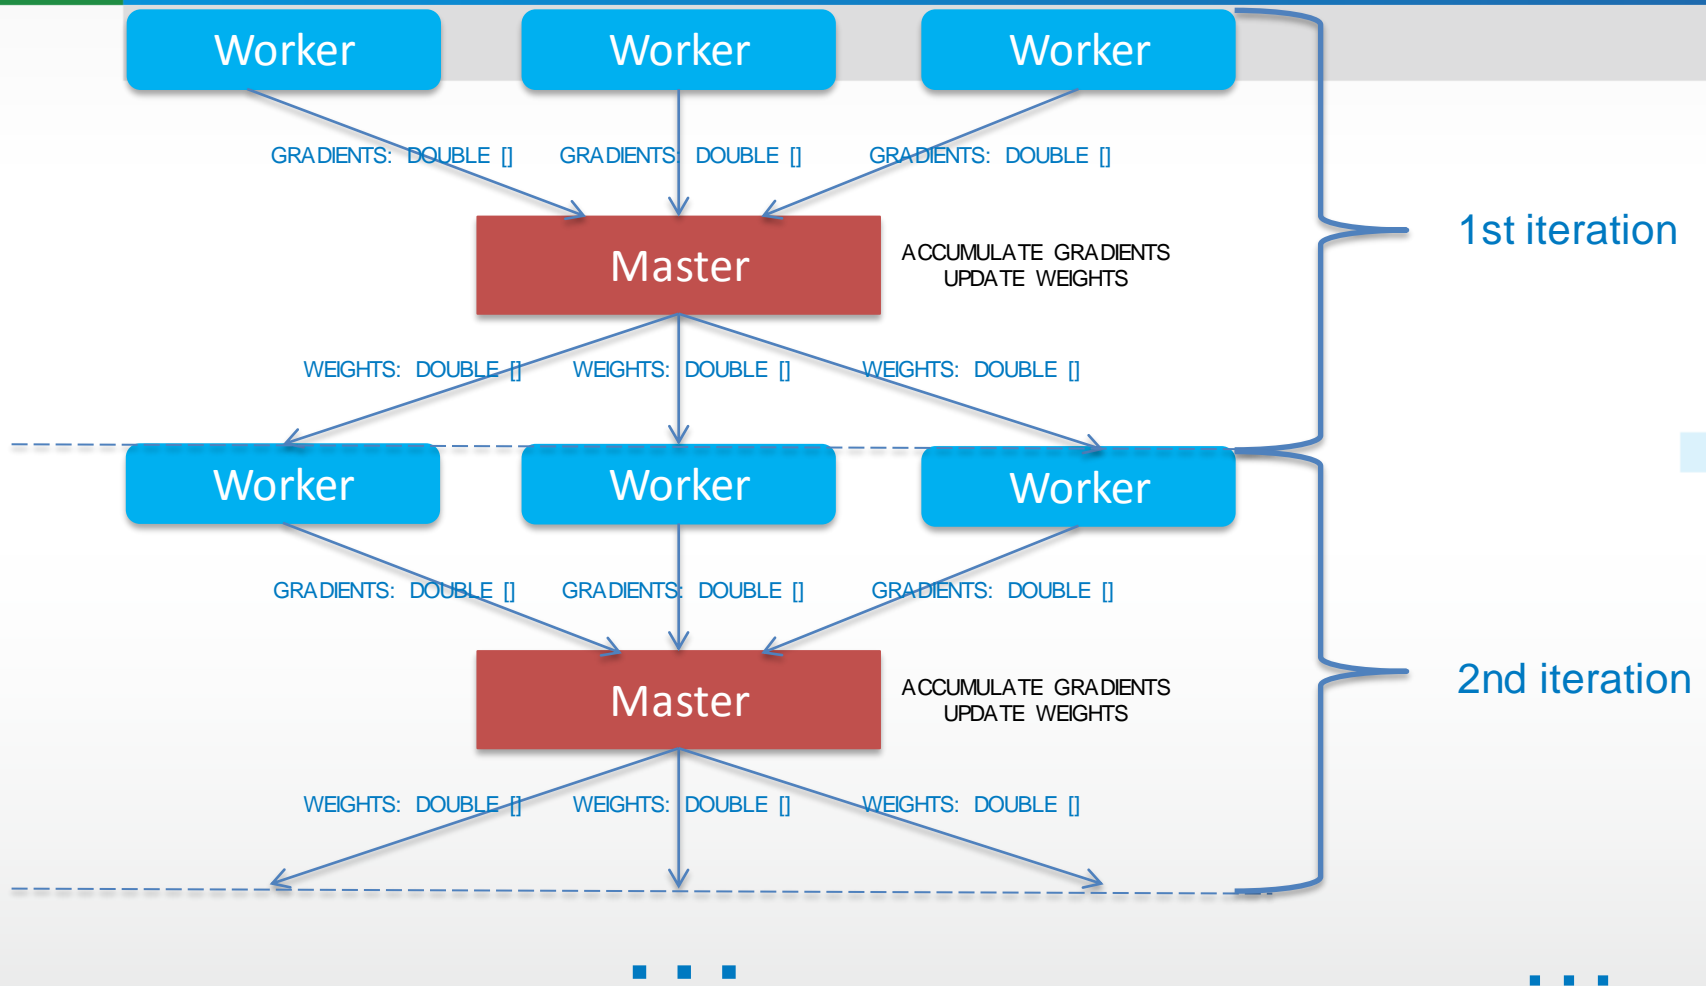 Worker Worker Worker
GRADIENTS: DOUBLE [] GRADIENTS: DOUBLE [] GRADIENTS: DOUBLE []
1st iteration
Master
ACCUMULATE GRADIENTS
UPDATE WEIGHTS
WEIGHTS: DOUBLE [] WEIGHTS: DOUBLE [] WEIGHTS: DOUBLE []
Worker Worker Worker
GRADIENTS: DOUBLE [] GRADIENTS: DOUBLE [] GRADIENTS: DOUBLE []
2nd iteration
Master
ACCUMULATE GRADIENTS
UPDATE WEIGHTS
WEIGHTS: DOUBLE [] WEIGHTS: DOUBLE [] WEIGHTS: DOUBLE []
... ...